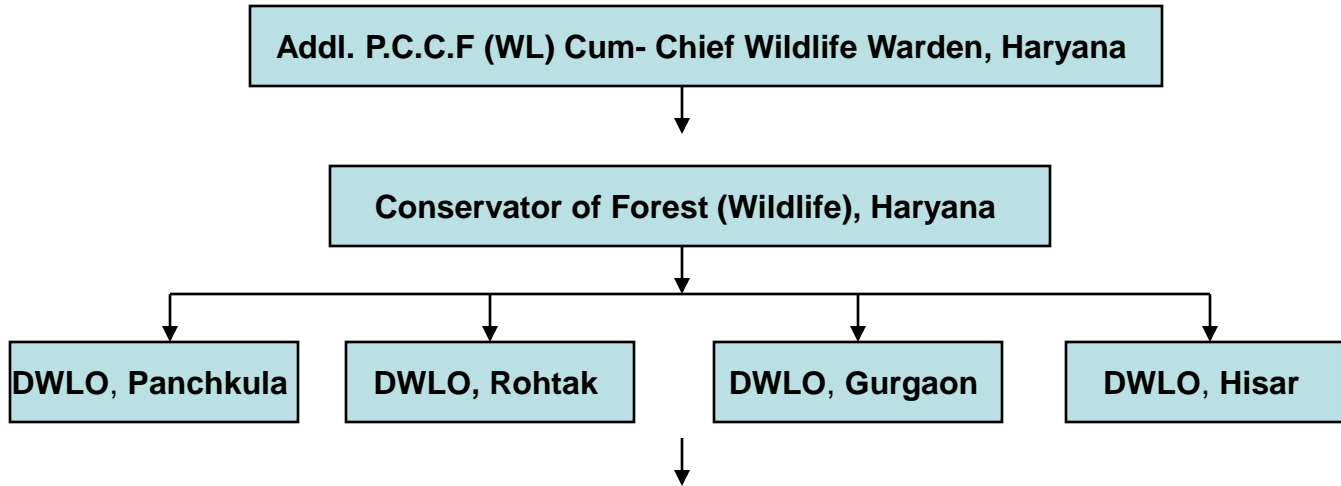 Addl. P.C.C.F (WL) Cum- Chief Wildlife Warden, Haryana
Conservator of Forest (Wildlife), Haryana
DWLO, Panchkula
DWLO, Rohtak
DWLO, Gurgaon
DWLO, Hisar